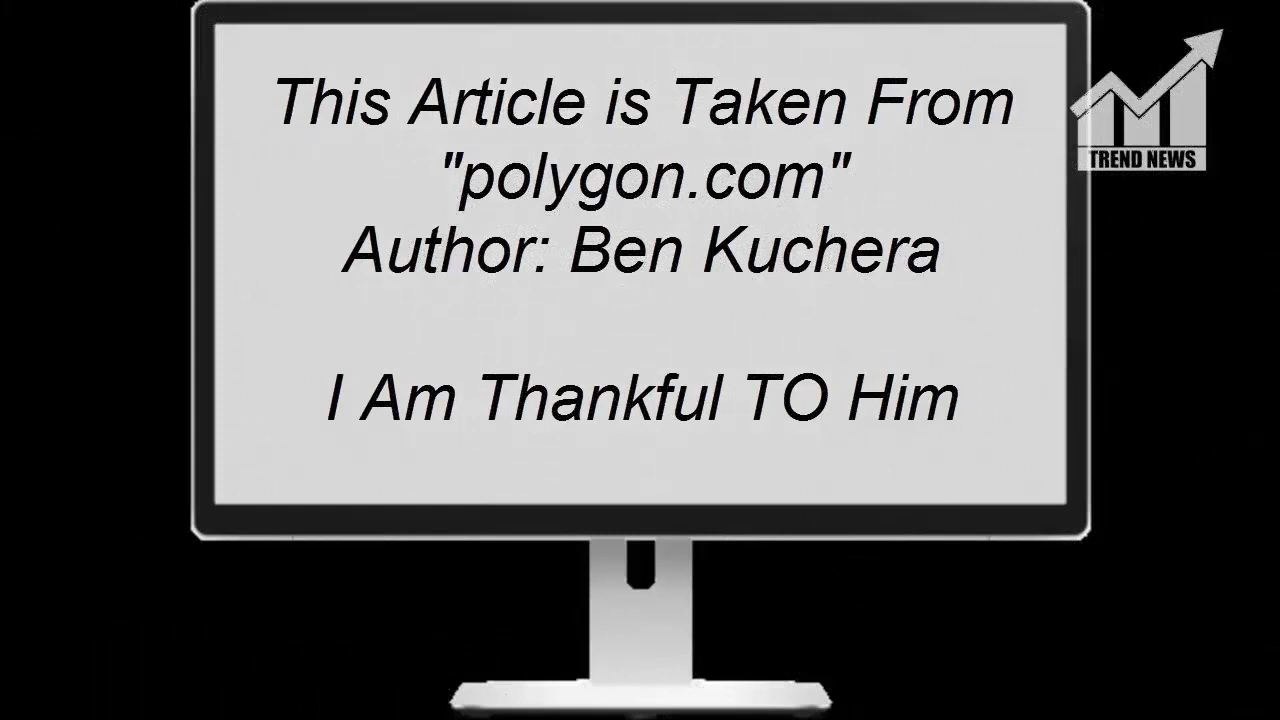 This Article is Taken From
"polygon.com"
Author: Ben Kuchera
I Am Thankful TO Him
TREND NEWS